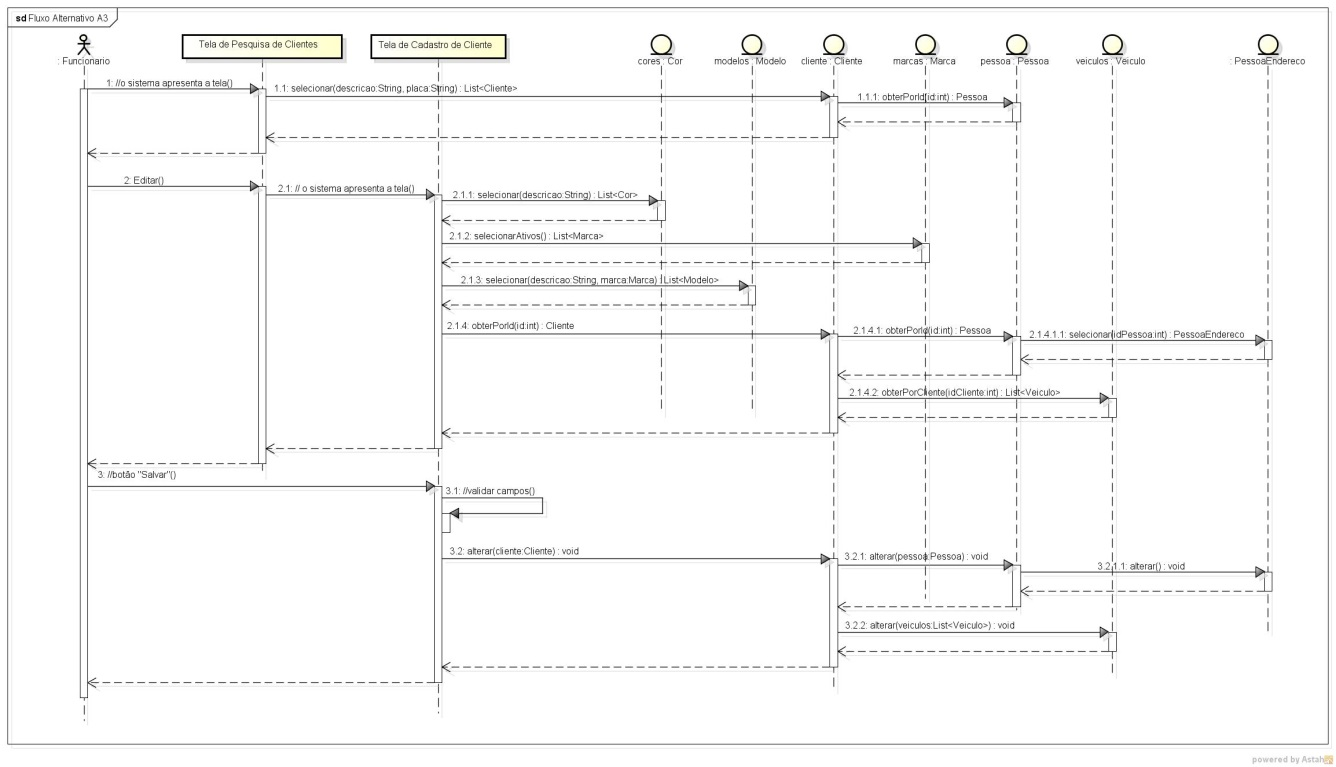 sd Fluxo Alternativo A3
: Funcionario
Tela de Pesquisa de Clientes
Tela de Cadastro de Cliente
cores : Cor
modelos : Modelo
cliente : Cliente
marcas : Marca
pessoa : Pessoa
veiculos : Veiculo
: PessoaEndereco
1: //o sistema apresenta a tela()
1.1: selecionar(descricao:String, placa:String) : List<Cliente>
1.1.1: obterPorId(id:int) : Pessoa
2: Editar()
2.1: // o sistema apresenta a tela()
2.1.1: selecionar(descricao:String) : List<Cor>
2.1.2: selecionarAtivos() : List<Marca>
2.1.3: selecionar(descricao:String, marca:Marca) : List<Modelo>
2.1.4: obterPorId(id:int) : Cliente
2.1.4.1: obterPorId(id:int) : Pessoa
2.1.4.1.1: selecionar(idPessoa:int) : PessoaEndereco
2.1.4.2: obterPorCliente(idCliente:int) : List<Veiculo>
3: //botão "Salvar"()
3.1: //validar campos()
3.2: alterar(cliente:Cliente) : void
3.2.1: alterar(pessoa:Pessoa) : void
3.2.1.1: alterar() : void
3.2.2: alterar(veiculos:List<Veiculo>) : void
powered by Astah